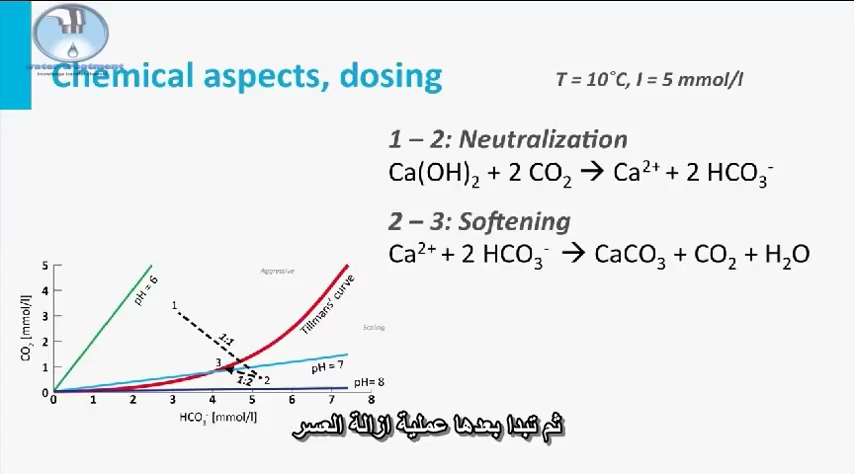 water treatment
Chemical aspects, dosing
T = 10˚C, I = 5 mmol/l
1 – 2: Neutralization
Ca(OH)₂ + 2 CO₂ → Ca²⁺ + 2 HCO₃⁻
2 – 3: Softening
Ca²⁺ + 2 HCO₃⁻ → CaCO₃ + CO₂ + H₂O
CO₂ [mmol/l]
5
4
3
2
1
0
pH = 6
Aggressive
1
1:1
Tillmans' curve
Scaling
3
1:2
2
pH = 7
pH= 8
0 1 2 3 4 5 6 7 8
HCO₃⁻ [mmol/l]
ثم تبدا بعدها عملية ازالة العسر